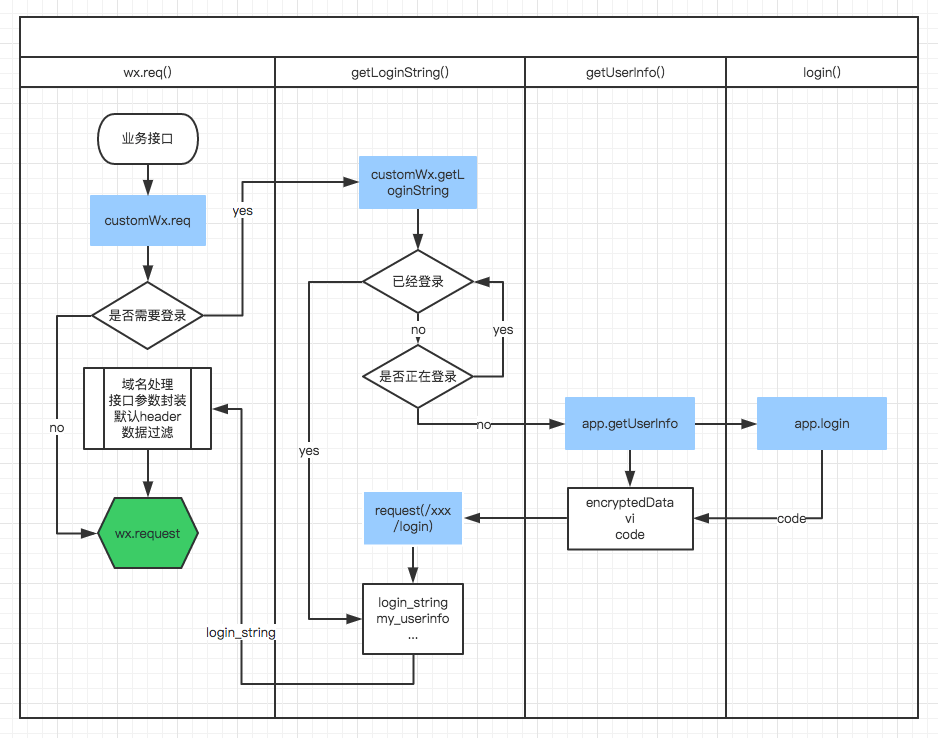 wx.req()
getLoginString()
getUserInfo()
login()
业务接口
customWx.req
yes
是否需要登录
no
域名处理
接口参数封装
默认header
数据过滤
wx.request
login_string
customWx.getL
oginString
已经登录
no
yes
是否正在登录
no
yes
request(/xxx
/login)
login_string
my_userinfo
...
app.getUserInfo
encryptedData
vi
code
app.login
code